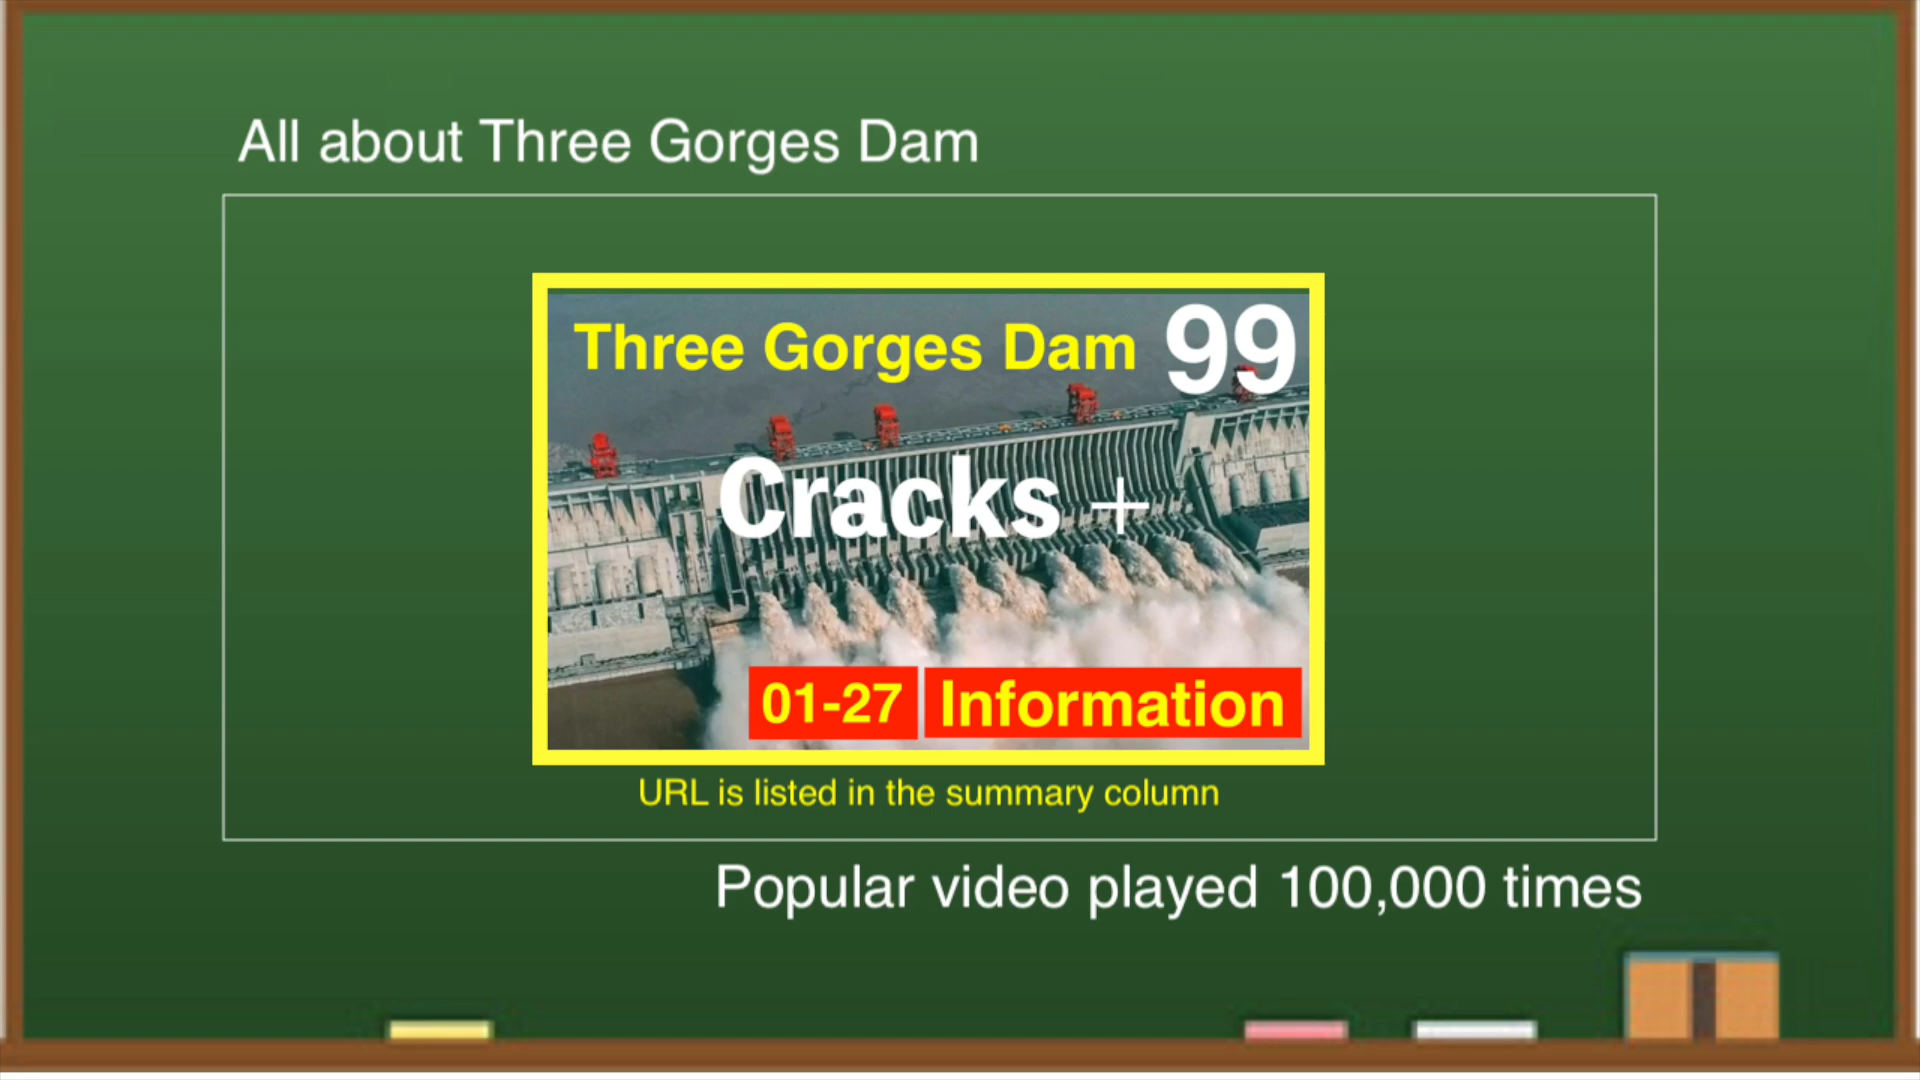 All about Three Gorges Dam
Three Gorges Dam 99
Cracks +
01-27 Information
URL is listed in the summary column
Popular video played 100,000 times